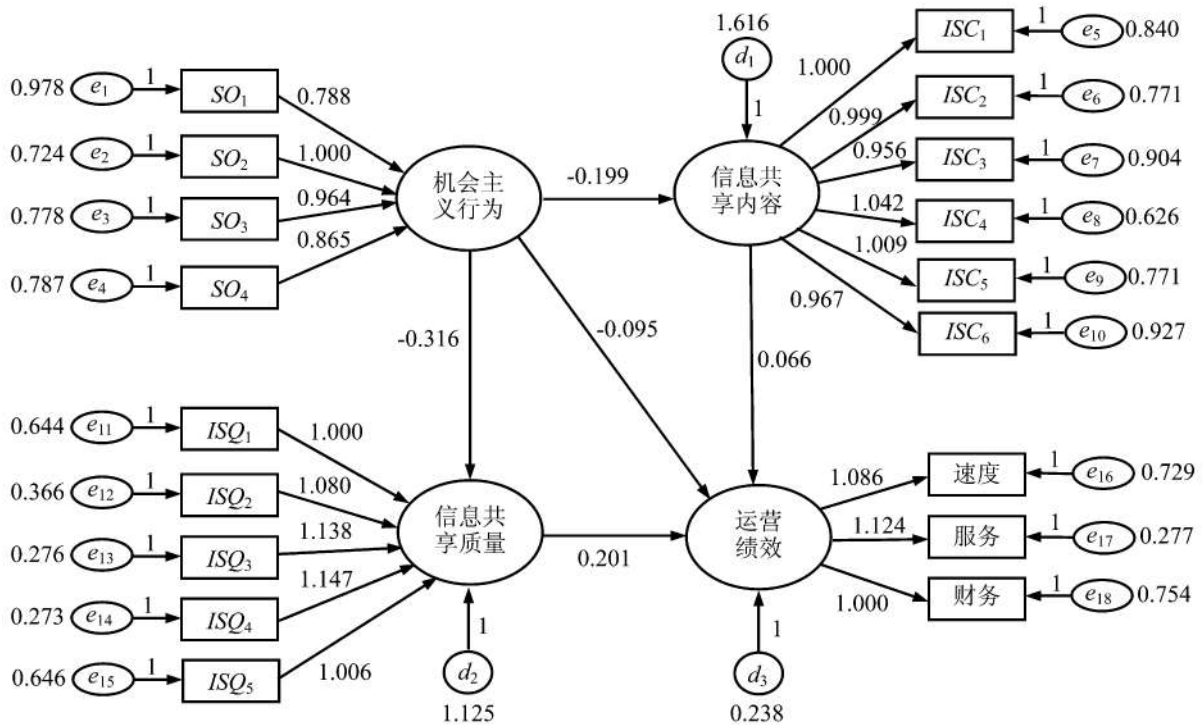 0.978 e₁ 1 SO₁ 0.788
0.724 e₂ 1 SO₂ 1.000
0.778 e₃ 1 SO₃ 0.964
0.787 e₄ 1 SO₄ 0.865
机会主
义行为
-0.199
-0.316
-0.095
1.616
d₁
1
信息共
享内容
1.000 ISC₁ 1 e₅ 0.840
0.999 ISC₂ 1 e₆ 0.771
0.956 ISC₃ 1 e₇ 0.904
1.042 ISC₄ 1 e₈ 0.626
1.009 ISC₅ 1 e₉ 0.771
0.967 ISC₆ 1 e₁₀ 0.927
0.066
0.644 e₁₁ 1 ISQ₁ 1.000
0.366 e₁₂ 1 ISQ₂ 1.080
0.276 e₁₃ 1 ISQ₃ 1.138
0.273 e₁₄ 1 ISQ₄ 1.147
0.646 e₁₅ 1 ISQ₅ 1.006
信息共
享质量
1
d₂
1.125
0.201
运营
绩效
1
d₃
0.238
1.086 速度 1 e₁₆ 0.729
1.124 服务 1 e₁₇ 0.277
1.000 财务 1 e₁₈ 0.754